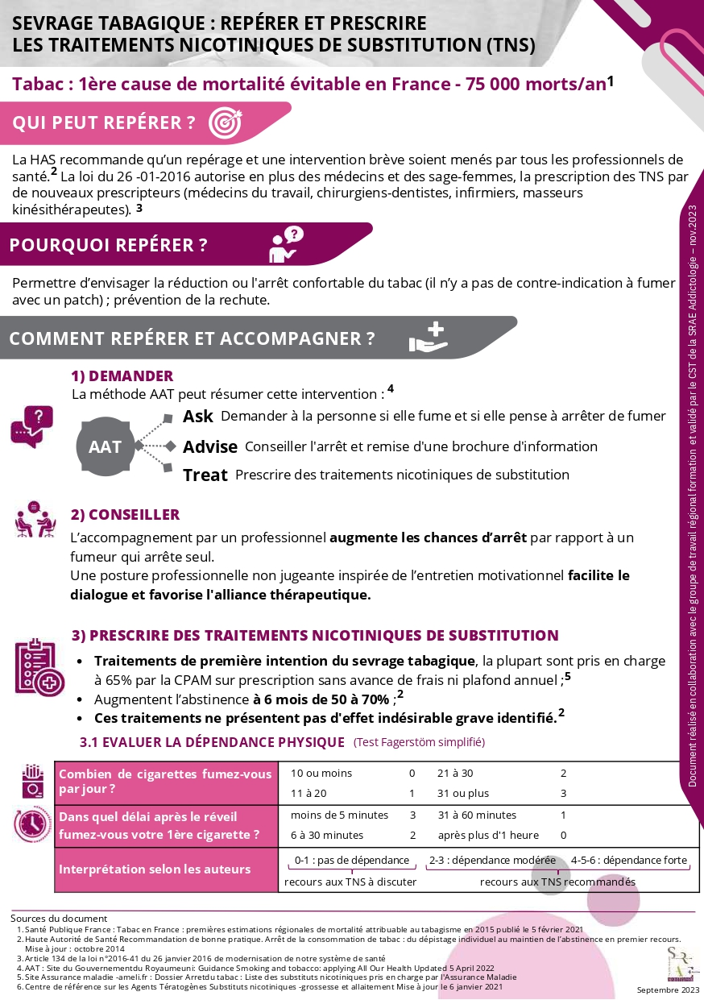 SEVRAGE TABAGIQUE : REPÉRER ET PRESCRIRE
LES TRAITEMENTS NICOTINIQUES DE SUBSTITUTION (TNS)
Tabac : 1ère cause de mortalité évitable en France - 75 000 morts/an1
QUI PEUT REPÉRER ?
La HAS recommande qu’un repérage et une intervention brève soient menés par tous les professionnels de
santé.2 La loi du 26 -01-2016 autorise en plus des médecins et des sage-femmes, la prescription des TNS par
de nouveaux prescripteurs (médecins du travail, chirurgiens-dentistes, infirmiers, masseurs
kinésithérapeutes). 3
POURQUOI REPÉRER ?
Permettre d’envisager la réduction ou l'arrêt confortable du tabac (il n’y a pas de contre-indication à fumer
avec un patch) ; prévention de la rechute.
COMMENT REPÉRER ET ACCOMPAGNER ?
1) DEMANDER
La méthode AAT peut résumer cette intervention : 4
AAT
Ask Demander à la personne si elle fume et si elle pense à arrêter de fumer
Advise Conseiller l'arrêt et remise d'une brochure d'information
Treat Prescrire des traitements nicotiniques de substitution
2) CONSEILLER
L’accompagnement par un professionnel augmente les chances d’arrêt par rapport à un
fumeur qui arrête seul.
Une posture professionnelle non jugeante inspirée de l’entretien motivationnel facilite le
dialogue et favorise l'alliance thérapeutique.
3) PRESCRIRE DES TRAITEMENTS NICOTINIQUES DE SUBSTITUTION
• Traitements de première intention du sevrage tabagique, la plupart sont pris en charge
à 65% par la CPAM sur prescription sans avance de frais ni plafond annuel ;5
• Augmentent l’abstinence à 6 mois de 50 à 70% ;2
• Ces traitements ne présentent pas d'effet indésirable grave identifié.2
3.1 EVALUER LA DÉPENDANCE PHYSIQUE (Test Fagerstöm simplifié)
Combien de cigarettes fumez-vous
par jour ?
10 ou moins 0 21 à 30 2
11 à 20 1 31 ou plus 3
Dans quel délai après le réveil
fumez-vous votre 1ère cigarette ?
moins de 5 minutes 3 31 à 60 minutes 1
6 à 30 minutes 2 après plus d'1 heure 0
Interprétation selon les auteurs
0-1 : pas de dépendance 2-3 : dépendance modérée 4-5-6 : dépendance forte
recours aux TNS à discuter recours aux TNS recommandés
Document réalisé en collaboration avec le groupe de travail régional formation et validé par le CST de la SRAE Addictologie – nov.2023
Sources du document
1. Santé Publique France : Tabac en France : premières estimations régionales de mortalité attribuable au tabagisme en 2015 publié le 5 février 2021
2. Haute Autorité de Santé Recommandation de bonne pratique. Arrêt de la consommation de tabac : du dépistage individuel au maintien de l’abstinence en premier recours.
Mise à jour : octobre 2014
3. Article 134 de la loi n°2016-41 du 26 janvier 2016 de modernisation de notre système de santé
4. AAT : Site du Gouvernementdu Royaumeuni: Guidance Smoking and tobacco: applying All Our Health Updated 5 April 2022
5. Site Assurance maladie -ameli.fr : Dossier Arretdu tabac : Liste des substituts nicotiniques pris en charge par l'Assurance Maladie
6. Centre de référence sur les Agents Tératogènes Substituts nicotiniques -grossesse et allaitement Mise à jour le 6 janvier 2021
SRAE
Septembre 2023